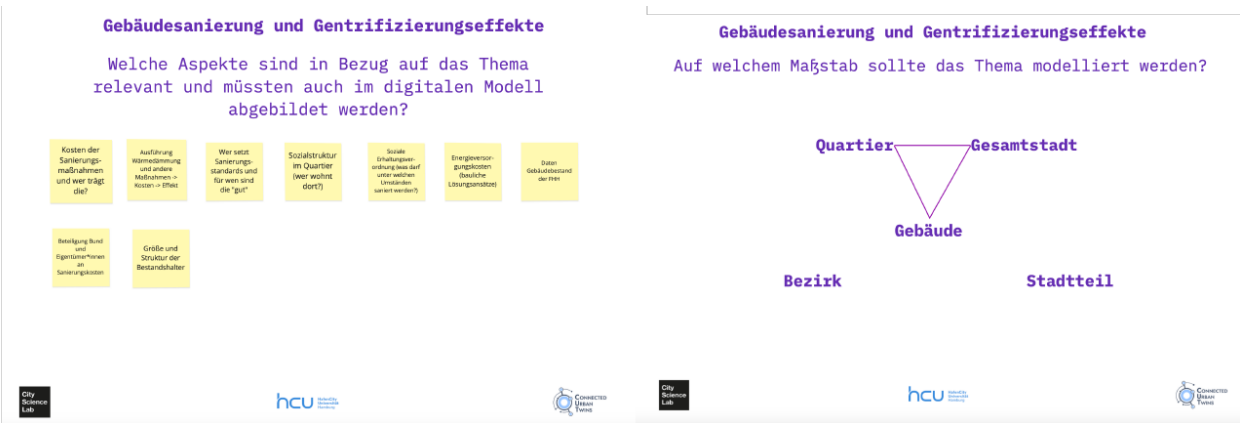 Gebäudesanierung und Gentrifizierungseffekte
Welche Aspekte sind in Bezug auf das Thema
relevant und müssten auch im digitalen Modell
abgebildet werden?
Kosten der
Sanierungs-
maßnahmen
und wer trägt
die?
Ausführung
Wärmedämmung
und andere
Maßnahmen ->
Kosten -> Effekt
Wer setzt
Sanierungs-
standards und
für wen sind
die "gut"
Sozialstruktur
im Quartier
(wer wohnt
dort?)
Soziale
Erhaltungsver-
ordnung (was darf
unter welchen
Umständen
saniert werden?)
Energieversor-
gungskosten
(bauliche
Lösungsansätze)
Daten
Gebäudebestand
der FHH
Beteiligung Bund
und
Eigentümer*innen
an
Sanierungskosten
Größe und
Struktur der
Bestandshalter
City
Science
Lab
hcu
CONNECTED
URBAN
TWINS
Gebäudesanierung und Gentrifizierungseffekte
Auf welchem Maßstab sollte das Thema modelliert werden?
Quartier
Gesamtstadt
Gebäude
Bezirk
Stadtteil
City
Science
Lab
hcu
CONNECTED
URBAN
TWINS